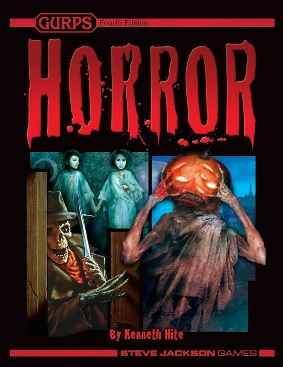 GURPS Fourth Edition
HORROR
By Kenneth Hite
STEVE JACKSON GAMES